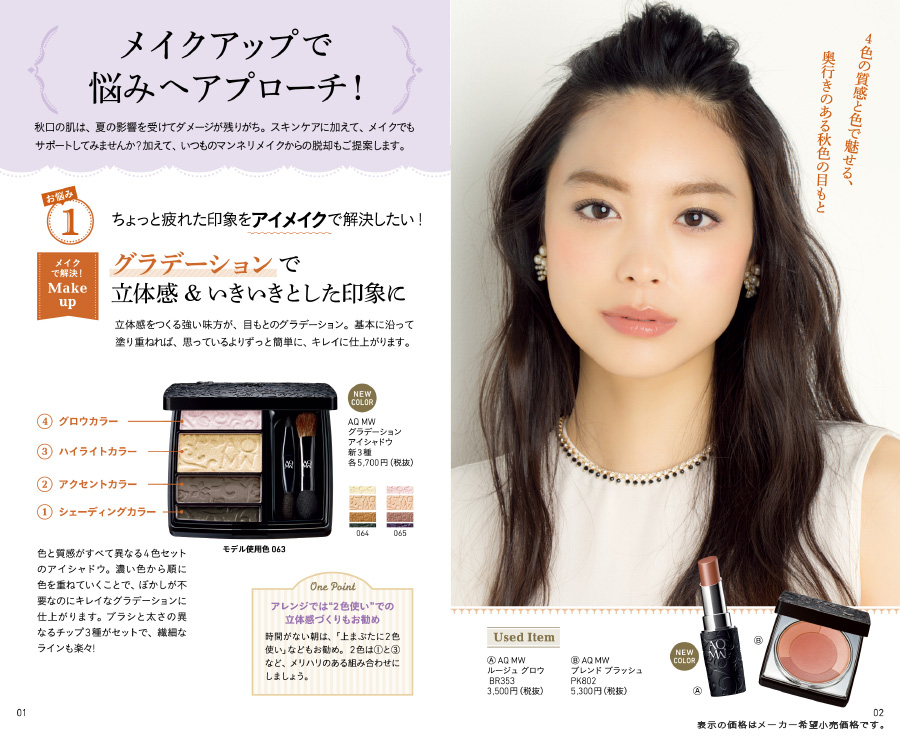 メイクアップで
悩みへアプローチ！
秋口の肌は、夏の影響を受けてダメージが残りがち。スキンケアに加えて、メイクでも
サポートしてみませんか？加えて、いつものマンネリメイクからの脱却もご提案します。
お悩み
1
ちょっと疲れた印象をアイメイクで解決したい！
メイク
で解決！
Make
up
グラデーションで
立体感 & いきいきとした印象に
立体感をつくる強い味方が、目もとのグラデーション。基本に沿って
塗り重ねれば、思っているよりずっと簡単に、キレイに仕上がります。
④ グロウカラー
③ ハイライトカラー
② アクセントカラー
① シェーディングカラー
AQ
MW
モデル使用色 063
NEW
COLOR
AQ MW
グラデーション
アイシャドウ
新3種
各5,700円（税抜）
064
065
色と質感がすべて異なる4色セット
のアイシャドウ。濃い色から順に
色を重ねていくことで、ぼかしが不
要なのにキレイなグラデーションに
仕上がります。ブラシと太さの異
なるチップ3種がセットで、繊細な
ラインも楽々！
One Point
アレンジでは“2色使い”での
立体感づくりもお勧め
時間がない朝は、「上まぶたに2色
使い」などもお勧め。2色は①と③
など、メリハリのある組み合わせに
しましょう。
01
4色の質感と色で魅せる、
奥行きのある秋色の目もと
Used Item
Ⓐ AQ MW
ルージュ グロウ
BR353
3,500円（税抜）
Ⓑ AQ MW
ブレンド ブラッシュ
PK802
5,300円（税抜）
NEW
COLOR
AQ
MW
Ⓐ
Ⓑ
02
表示の価格はメーカー希望小売価格です。